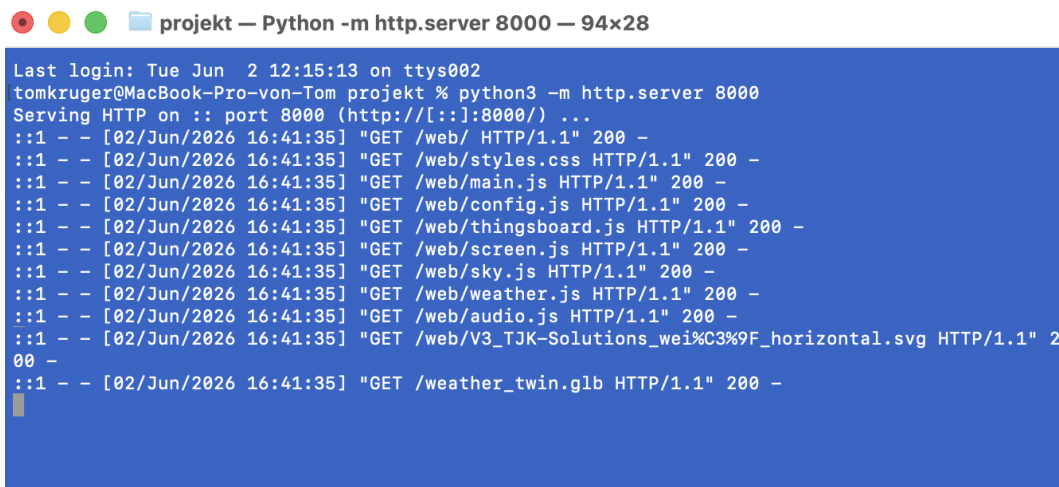 projekt — Python -m http.server 8000 — 94×28
Last login: Tue Jun  2 12:15:13 on ttys002
[tomkruger@MacBook-Pro-von-Tom projekt % python3 -m http.server 8000
Serving HTTP on :: port 8000 (http://[::]:8000/) ...
::1 - - [02/Jun/2026 16:41:35] "GET /web/ HTTP/1.1" 200 -
::1 - - [02/Jun/2026 16:41:35] "GET /web/styles.css HTTP/1.1" 200 -
::1 - - [02/Jun/2026 16:41:35] "GET /web/main.js HTTP/1.1" 200 -
::1 - - [02/Jun/2026 16:41:35] "GET /web/config.js HTTP/1.1" 200 -
::1 - - [02/Jun/2026 16:41:35] "GET /web/thingsboard.js HTTP/1.1" 200 -
::1 - - [02/Jun/2026 16:41:35] "GET /web/screen.js HTTP/1.1" 200 -
::1 - - [02/Jun/2026 16:41:35] "GET /web/sky.js HTTP/1.1" 200 -
::1 - - [02/Jun/2026 16:41:35] "GET /web/weather.js HTTP/1.1" 200 -
::1 - - [02/Jun/2026 16:41:35] "GET /web/audio.js HTTP/1.1" 200 -
::1 - - [02/Jun/2026 16:41:35] "GET /web/V3_TJK-Solutions_wei%C3%9F_horizontal.svg HTTP/1.1" 2
00 -
::1 - - [02/Jun/2026 16:41:35] "GET /weather_twin.glb HTTP/1.1" 200 -